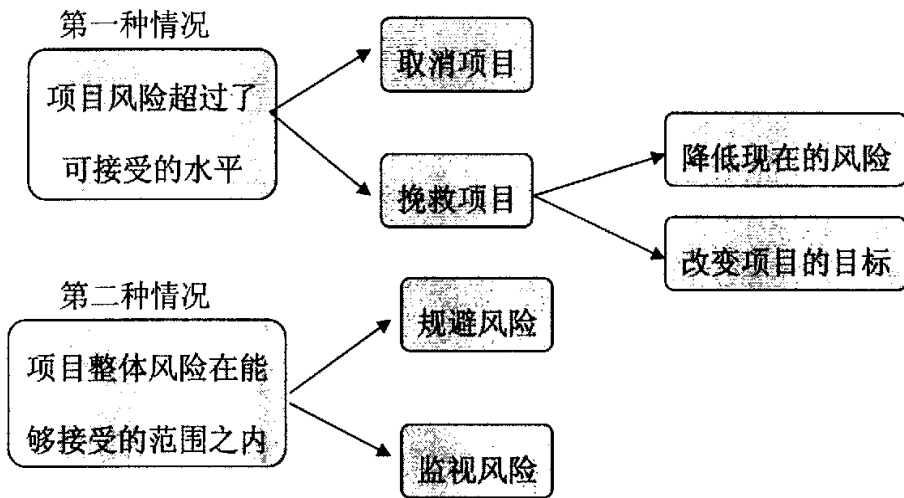 第一种情况
项目风险超过了
可接受的水平
取消项目
挽救项目
降低现在的风险
改变项目的目标
第二种情况
项目整体风险在能
够接受的范围之内
规避风险
监视风险